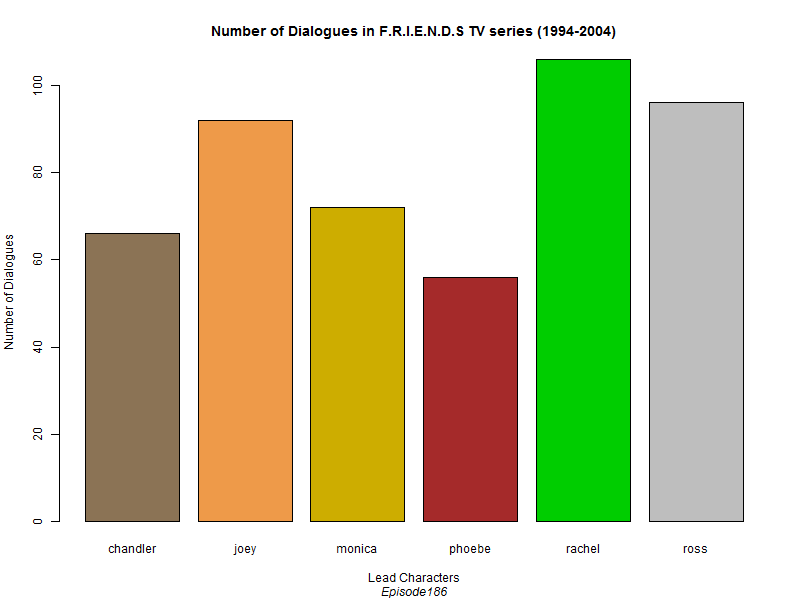 Number of Dialogues in F.R.I.E.N.D.S TV series (1994-2004)
Number of Dialogues
100
80
60
40
20
0
chandler joey monica phoebe rachel ross
Lead Characters
Episode186